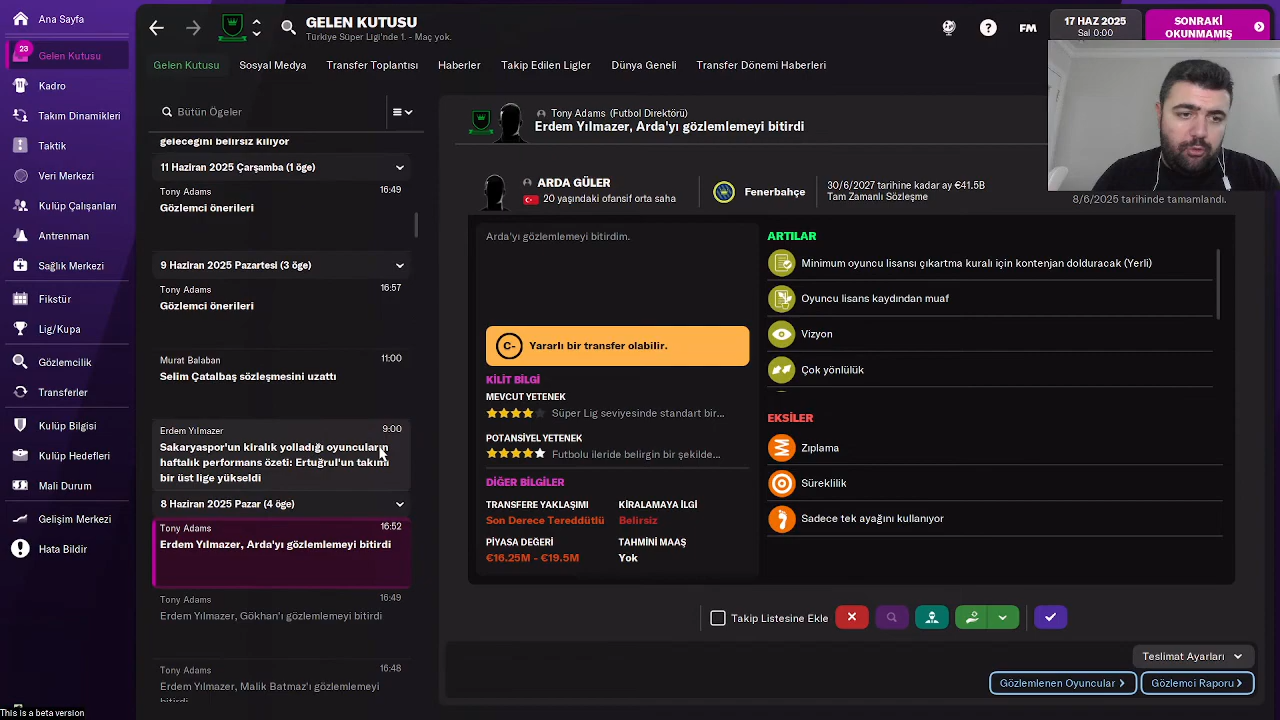 Ana Sayfa
23
Gelen Kutusu
Kadro
Takım Dinamikleri
Taktik
Veri Merkezi
Kulüp Çalışanları
Antrenman
Sağlık Merkezi
Fikstür
Lig/Kupa
Gözlemcilik
Transferler
Kulüp Bilgisi
Kulüp Hedefleri
Mali Durum
Gelişim Merkezi
Hata Bildir
This is a beta version
GELEN KUTUSU
Türkiye Süper Ligi'nde 1. - Maç yok.
FM
17 HAZ 2025
Sal 0:00
SONRAKİ
OKUNMAMIŞ
Gelen Kutusu
Sosyal Medya
Transfer Toplantısı
Haberler
Takip Edilen Ligler
Dünya Geneli
Transfer Dönemi Haberleri
Bütün Ögeler
geleceğini belirsiz kılıyor
11 Haziran 2025 Çarşamba (1 öge)
Tony Adams 16:49
Gözlemci önerileri
9 Haziran 2025 Pazartesi (3 öge)
Tony Adams 16:57
Gözlemci önerileri
Murat Balaban 11:00
Selim Çatalbaş sözleşmesini uzattı
Erdem Yılmazer 9:00
Sakaryaspor'un kiralık yolladığı oyuncuların
haftalık performans özeti: Ertuğrul'un takımı
bir üst lige yükseldi
8 Haziran 2025 Pazar (4 öge)
Tony Adams 16:52
Erdem Yılmazer, Arda'yı gözlemlemeyi bitirdi
Tony Adams 16:49
Erdem Yılmazer, Gökhan'ı gözlemlemeyi bitirdi
Tony Adams 16:48
Erdem Yılmazer, Malik Batmaz'ı gözlemlemeyi
bitirdi
Tony Adams (Futbol Direktörü)
Erdem Yılmazer, Arda'yı gözlemlemeyi bitirdi
ARDA GÜLER
20 yaşındaki ofansif orta saha
Fenerbahçe
30/6/2027 tarihine kadar ay €41.5B
Tam Zamanlı Sözleşme
8/6/2025 tarihinde tamamlandı.
Arda'yı gözlemlemeyi bitirdim.
C- Yararlı bir transfer olabilir.
KİLİT BİLGİ
MEVCUT YETENEK
Süper Lig seviyesinde standart bir...
POTANSİYEL YETENEK
Futbolu ileride belirgin bir şekilde...
DİĞER BİLGİLER
TRANSFERE YAKLAŞIMI
Son Derece Tereddütlü
KİRALAMAYA İLGİ
Belirsiz
PİYASA DEĞERİ
€16.25M - €19.5M
TAHMİNİ MAAŞ
Yok
ARTILAR
Minimum oyuncu lisansı çıkartma kuralı için kontenjan dolduracak (Yerli)
Oyuncu lisans kaydından muaf
Vizyon
Çok yönlülük
EKSİLER
Zıplama
Süreklilik
Sadece tek ayağını kullanıyor
Takip Listesine Ekle
Teslimat Ayarları
Gözlemlenen Oyuncular
Gözlemci Raporu